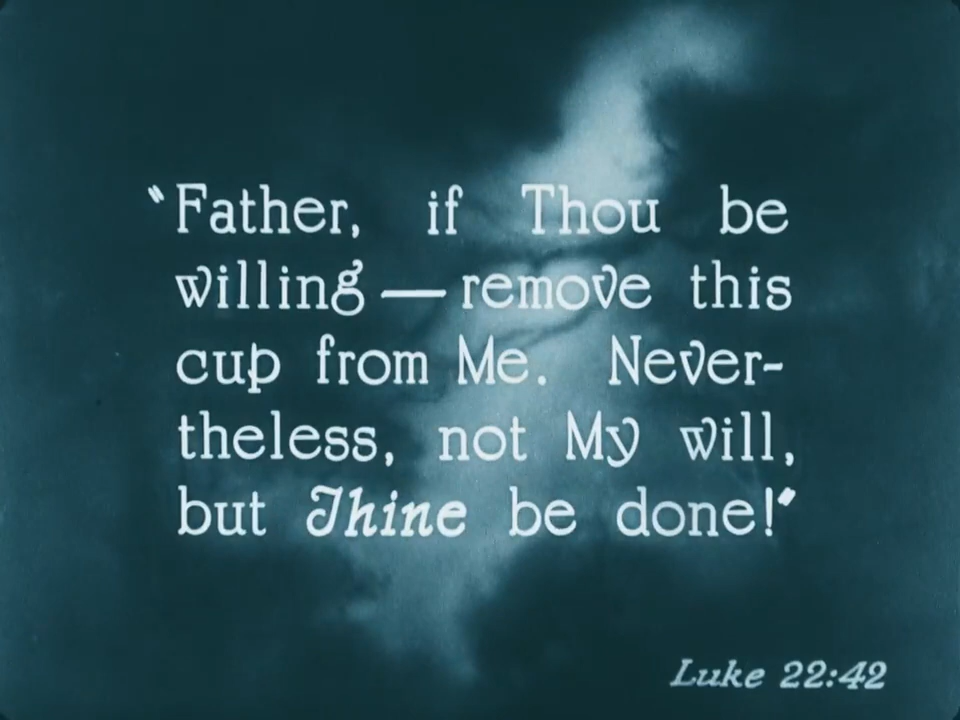 "Father, if Thou be
willing — remove this
cup from Me. Never-
theless, not My will,
but Thine be done!"
Luke 22:42